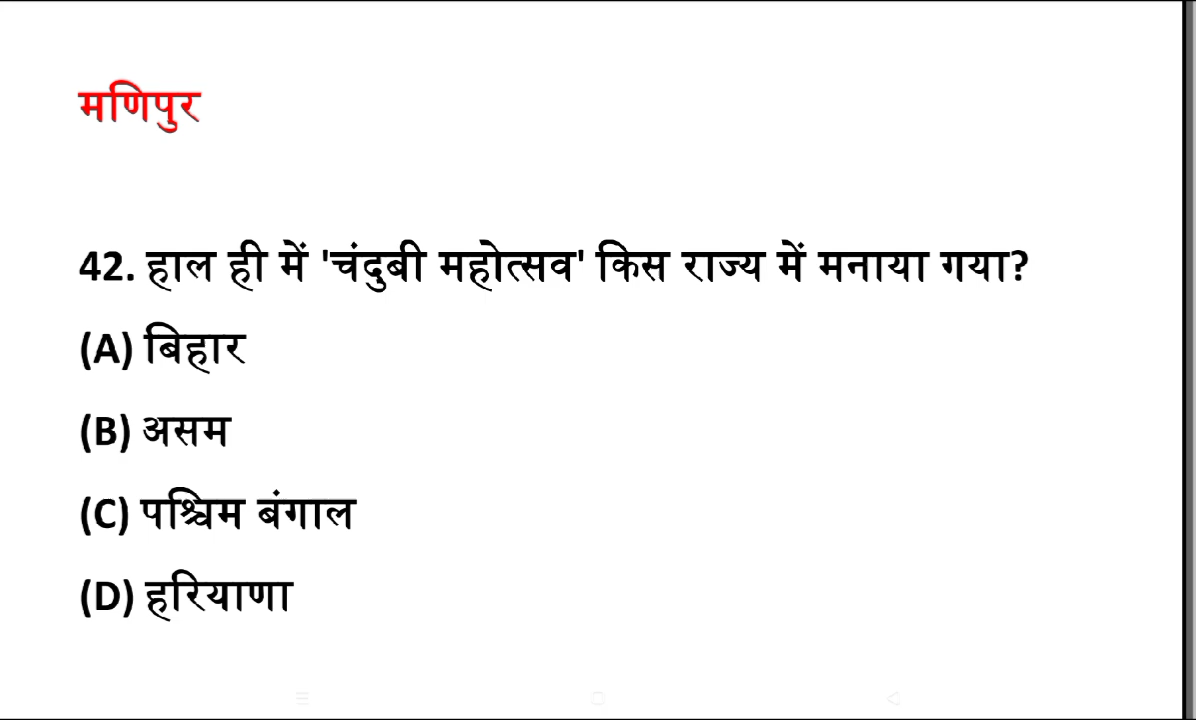 मणिपुर
42. हाल ही में 'चंदुबी महोत्सव' किस राज्य में मनाया गया?
(A) बिहार
(B) असम
(C) पश्चिम बंगाल
(D) हरियाणा